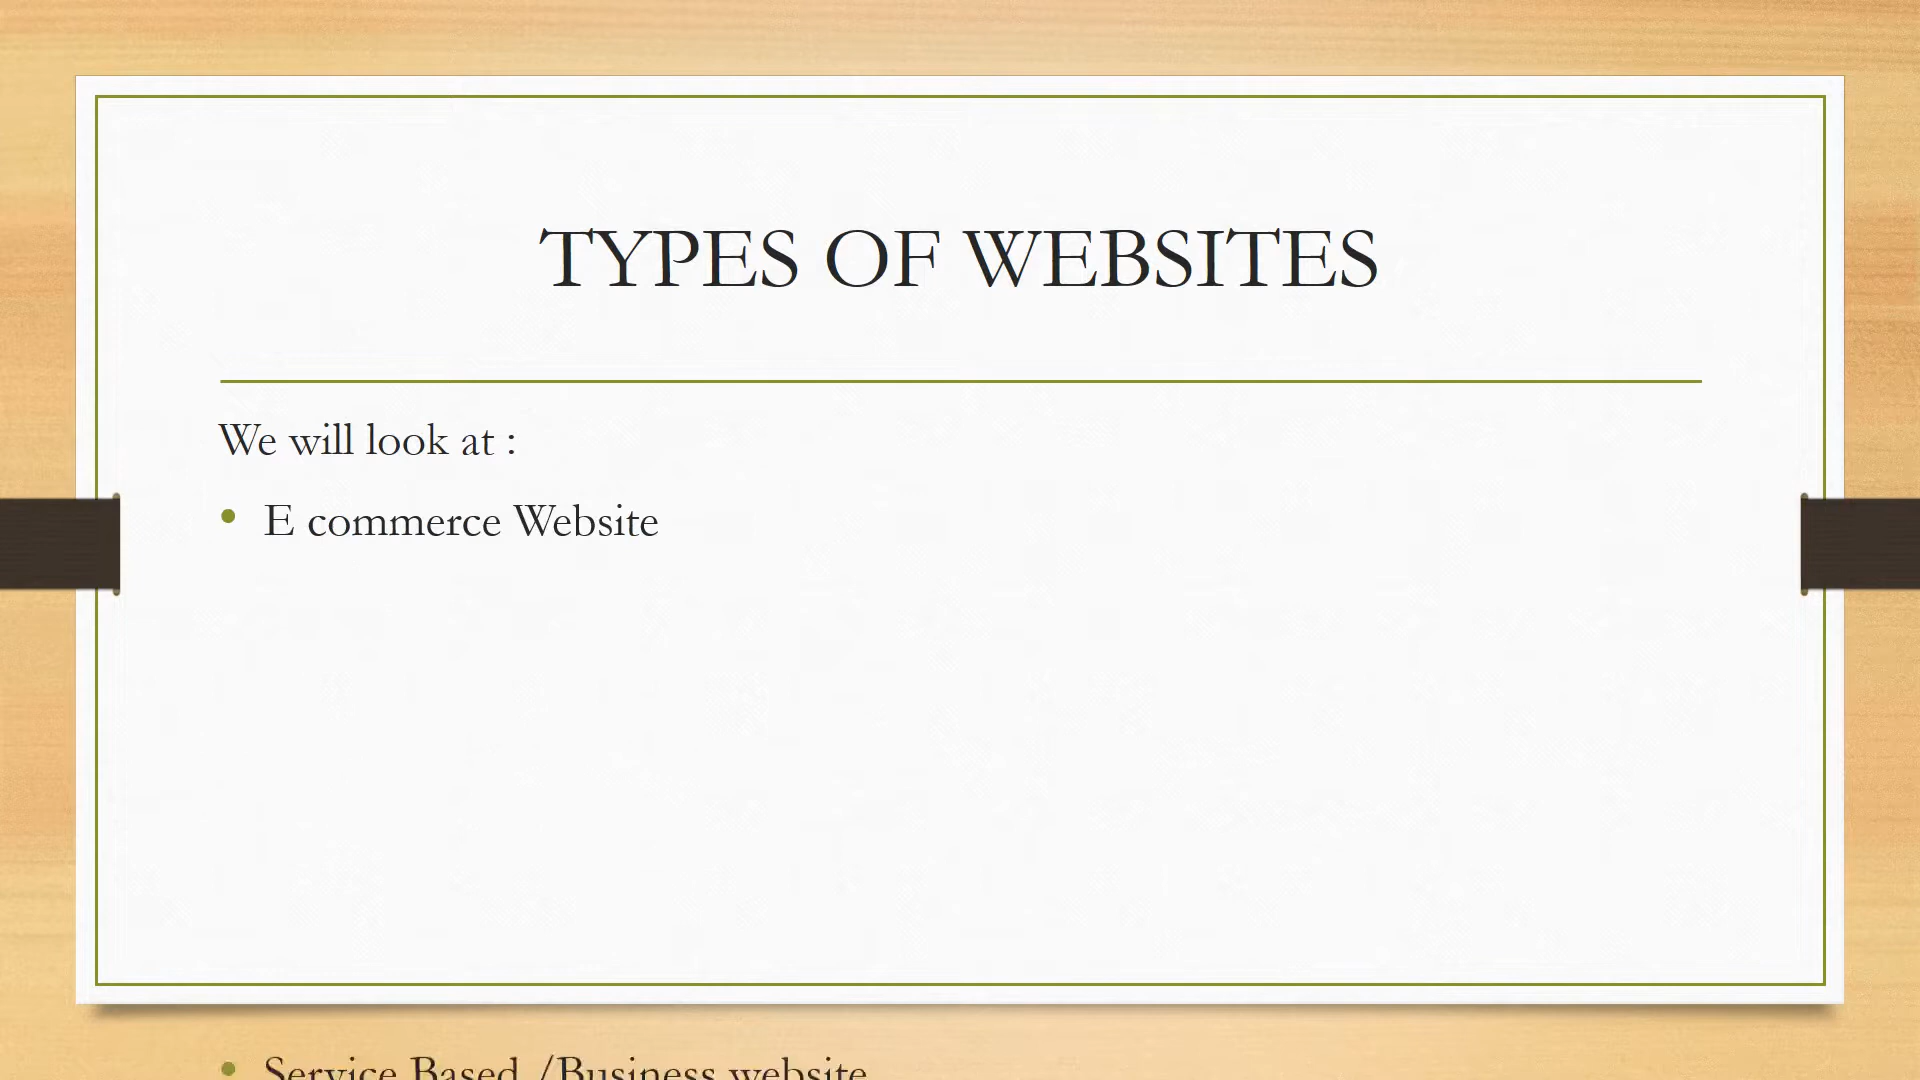 TYPES OF WEBSITES
We will look at :
• E commerce Website
• Service Based /Business website